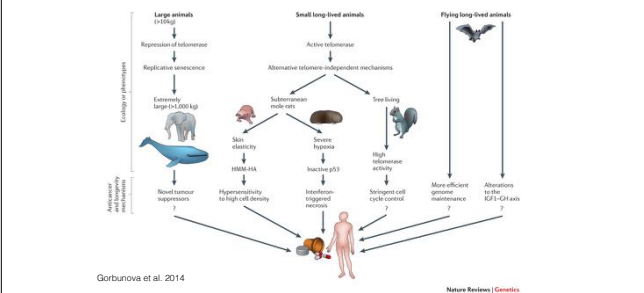 Large animals
(>10 kg)
Small long-lived animals
Flying long-lived animals
Repression of telomerase
Active telomerase
Replicative senescence
Alternative telomere-independent mechanisms
Ecology or phenotypes
Extremely
large (>1,000 kg)
Subterranean
mole rats
Tree living
Skin
elasticity
Severe
hypoxia
High
telomerase
activity
HMM-HA
Inactive p53
Anticancer
and longevity
mechanisms
Novel tumour
suppressors
?
Hypersensitivity
to high cell density
Interferon-
triggered
necrosis
Stringent cell
cycle control
?
More efficient
genome
maintenance
?
Alterations
to the
IGF1–GH axis
?
Gorbunova et al. 2014
Nature Reviews | Genetics